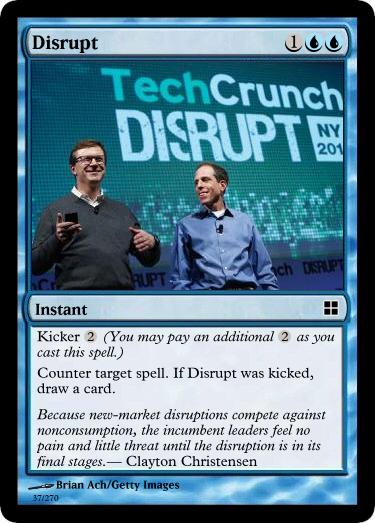 Disrupt 1
TechCrunch
DISRUPT NY
201
Instant
Kicker 2 (You may pay an additional 2 as you
cast this spell.)
Counter target spell. If Disrupt was kicked,
draw a card.
Because new-market disruptions compete against
nonconsumption, the incumbent leaders feel no
pain and little threat until the disruption is in its
final stages.— Clayton Christensen
Brian Ach/Getty Images
37/270